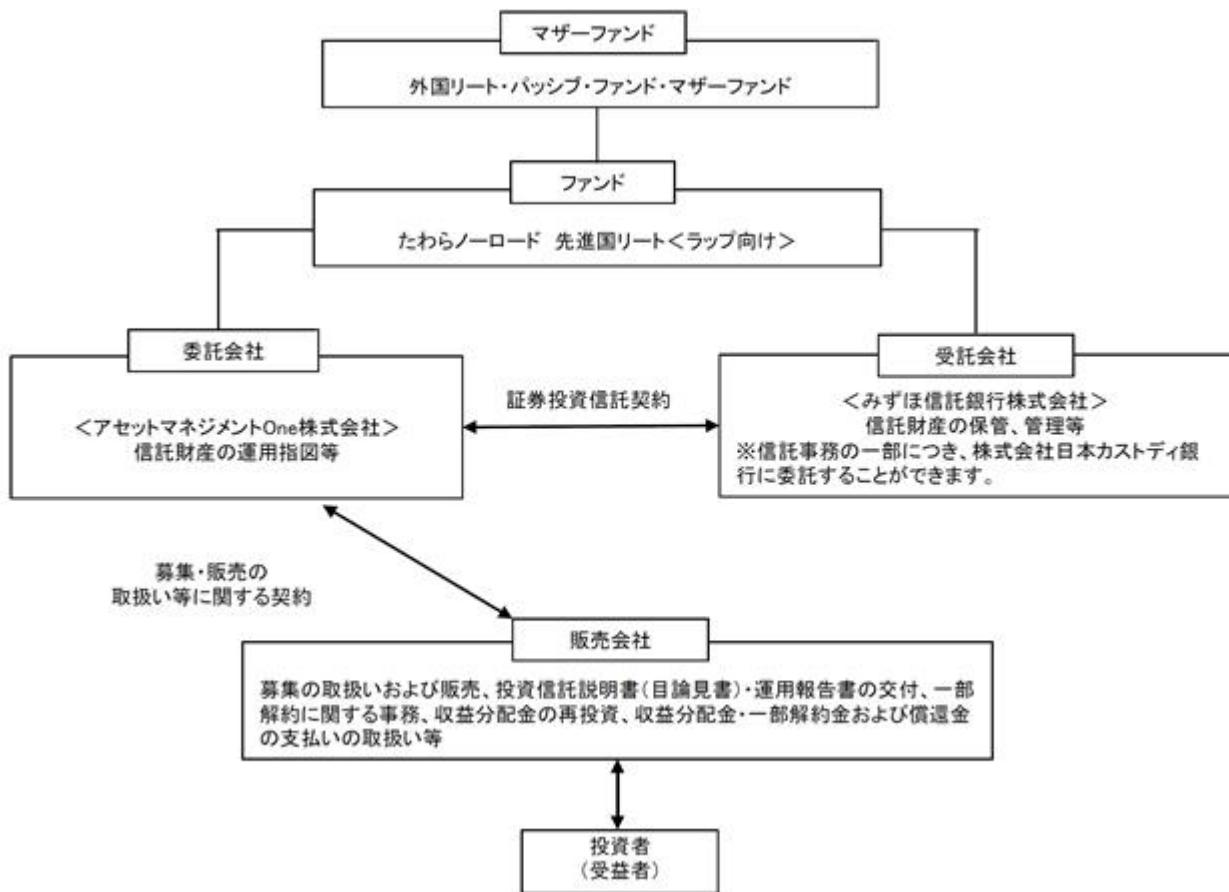 マザーファンド
外国リート・パッシブ・ファンド・マザーファンド
ファンド
たわらノーロード 先進国リート＜ラップ向け＞
委託会社
＜アセットマネジメントOne株式会社＞
信託財産の運用指図等
証券投資信託契約
受託会社
＜みずほ信託銀行株式会社＞
信託財産の保管、管理等
※信託事務の一部につき、株式会社日本カストディ銀
行に委託することができます。
募集・販売の
取扱い等に関する契約
販売会社
募集の取扱いおよび販売、投資信託説明書（目論見書）・運用報告書の交付、一部
解約に関する事務、収益分配金の再投資、収益分配金・一部解約金および償還金
の支払いの取扱い等
投資者
（受益者）